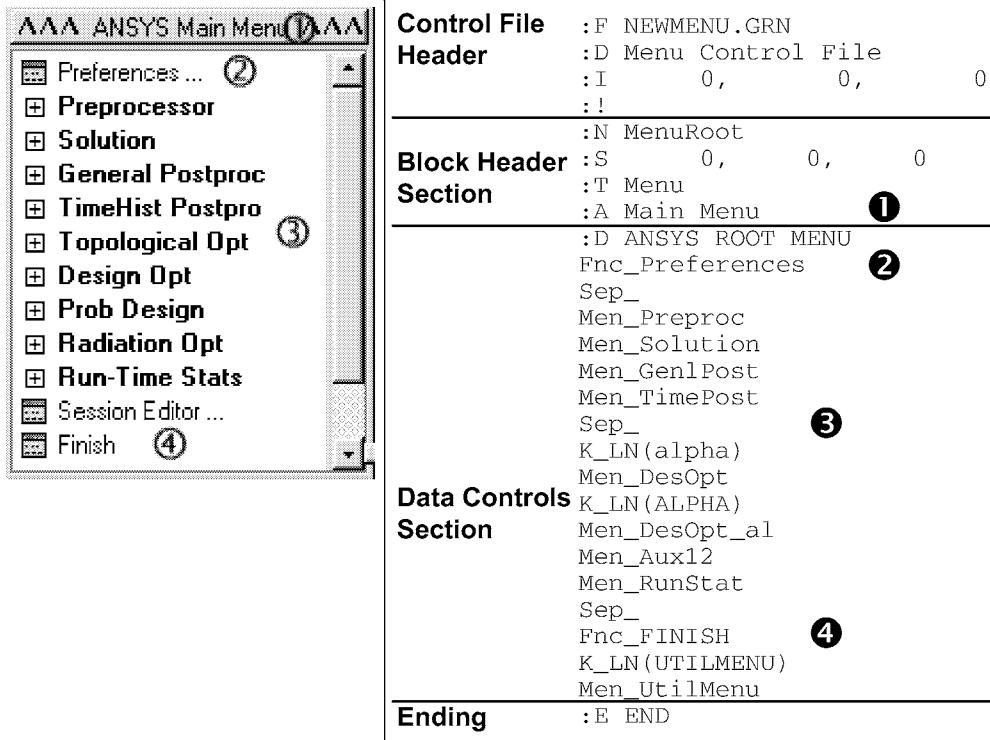 ΛΛΛ ANSYS Main Menu ① ΛΛ
Preferences ... ②
Preprocessor
Solution
General Postproc
TimeHist Postpro
Topological Opt ③
Design Opt
Prob Design
Radiation Opt
Run-Time Stats
Session Editor ...
Finish ④
Control File
Header
:F NEWMENU.GRN
:D Menu Control File
:I 0, 0, 0
:!
Block Header
Section
:N MenuRoot
:S 0, 0, 0
:T Menu
:A Main Menu ❶
Data Controls
Section
:D ANSYS ROOT MENU
Fnc_Preferences ❷
Sep_
Men_Preproc
Men_Solution
Men_GenlPost
Men_TimePost
Sep_ ❸
K_LN(alpha)
Men_DesOpt
K_LN(ALPHA)
Men_DesOpt_al
Men_Aux12
Men_RunStat
Sep_
Fnc_FINISH ❹
K_LN(UTILMENU)
Men_UtilMenu
Ending
:E END